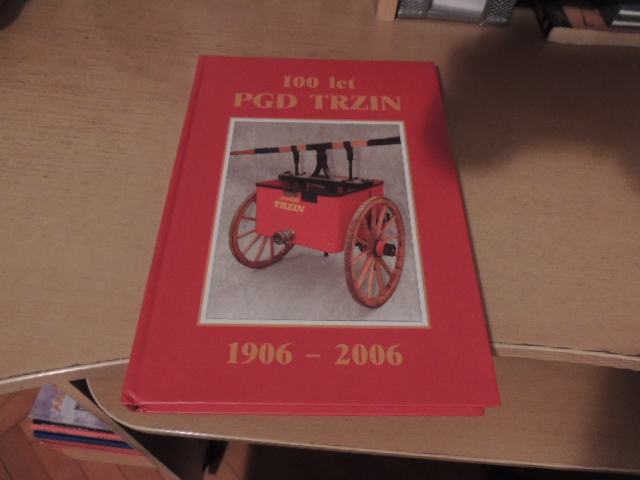 100 let
PGD TRZIN
TRZIN
1906 – 2006